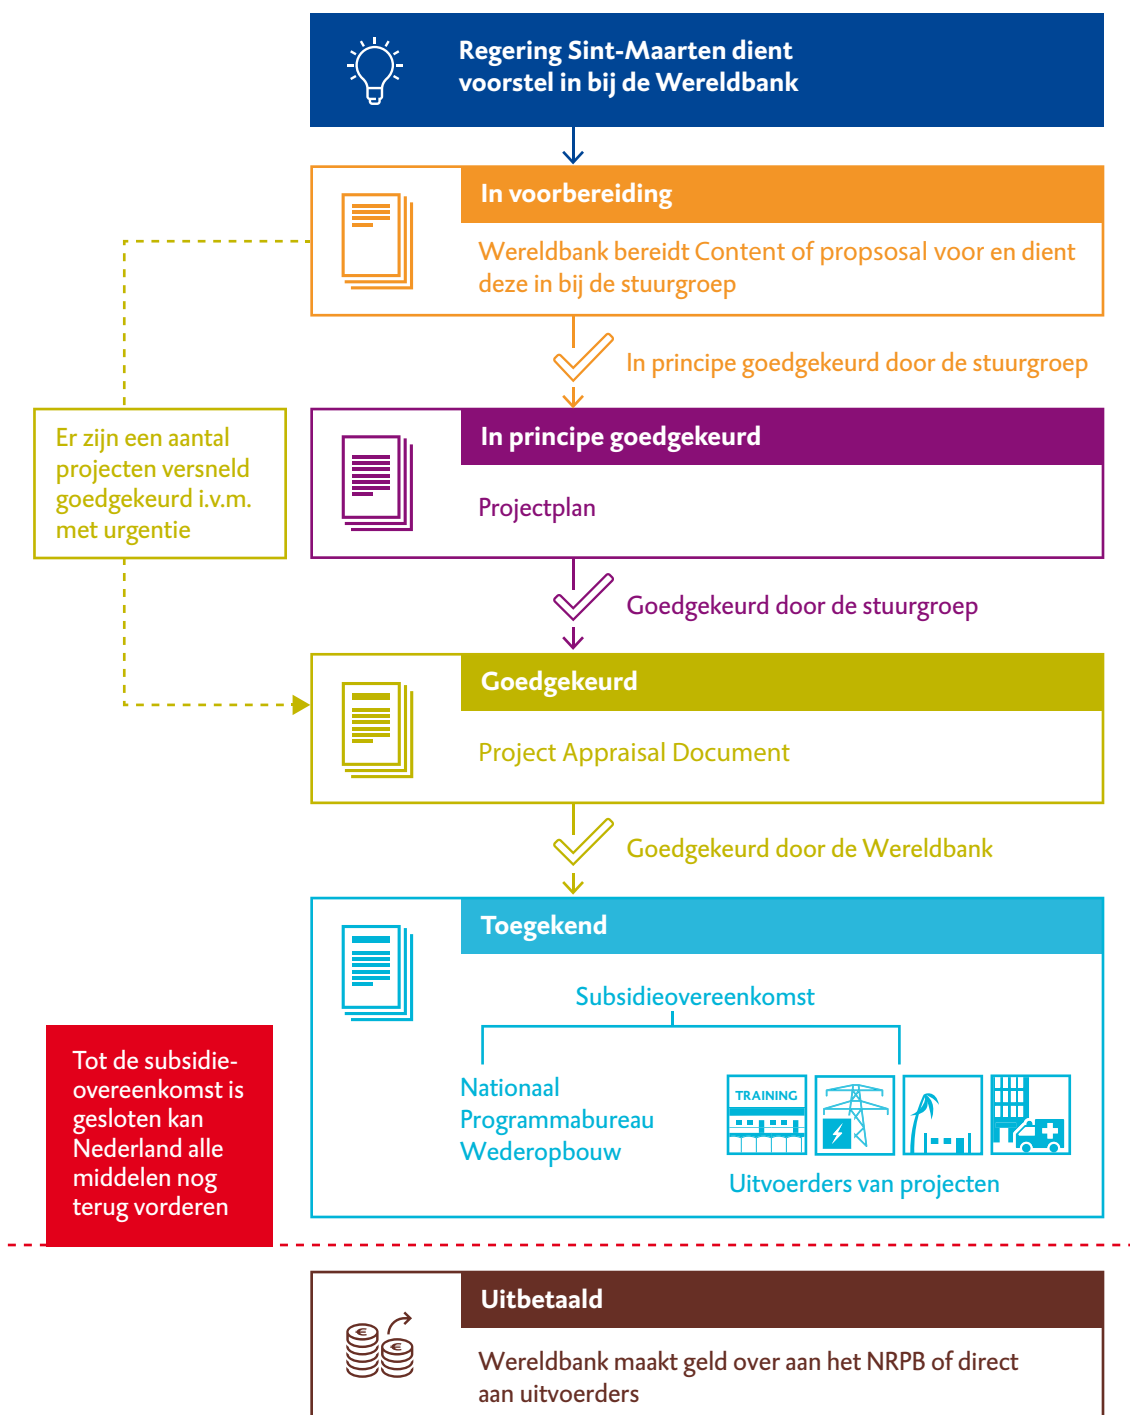 Regering Sint-Maarten dient
voorstel in bij de Wereldbank
In voorbereiding
Wereldbank bereidt Content of propsosal voor en dient
deze in bij de stuurgroep
In principe goedgekeurd door de stuurgroep
Er zijn een aantal
projecten versneld
goedgekeurd i.v.m.
met urgentie
In principe goedgekeurd
Projectplan
Goedgekeurd door de stuurgroep
Goedgekeurd
Project Appraisal Document
Goedgekeurd door de Wereldbank
Toegekend
Subsidieovereenkomst
Nationaal
Programmabureau
Wederopbouw
TRAINING
Uitvoerders van projecten
Tot de subsidie-
overeenkomst is
gesloten kan
Nederland alle
middelen nog
terug vorderen
Uitbetaald
€
€
Wereldbank maakt geld over aan het NRPB of direct
aan uitvoerders